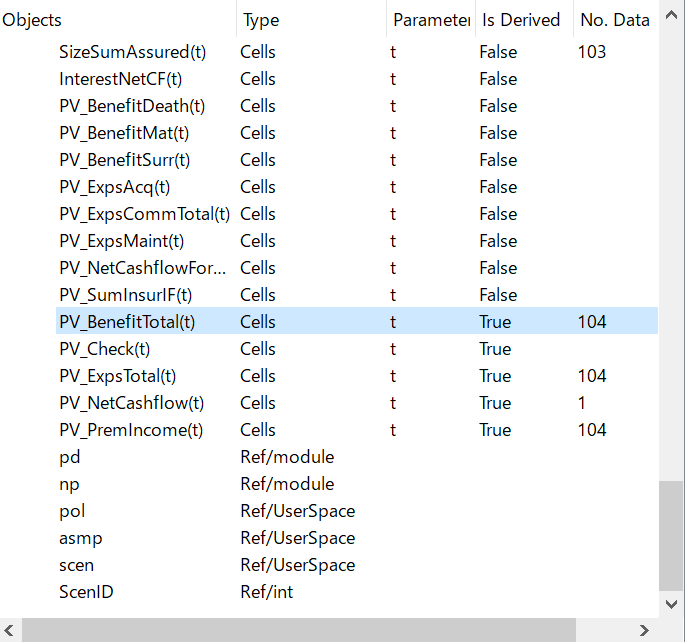 Objects Type Parameter Is Derived No. Data
SizeSumAssured(t) Cells t False 103
InterestNetCF(t) Cells t False
PV_BenefitDeath(t) Cells t False
PV_BenefitMat(t) Cells t False
PV_BenefitSurr(t) Cells t False
PV_ExpsAcq(t) Cells t False
PV_ExpsCommTotal(t) Cells t False
PV_ExpsMaint(t) Cells t False
PV_NetCashflowFor... Cells t False
PV_SumInsurIF(t) Cells t False
PV_BenefitTotal(t) Cells t True 104
PV_Check(t) Cells t True
PV_ExpsTotal(t) Cells t True 104
PV_NetCashflow(t) Cells t True 1
PV_PremIncome(t) Cells t True 104
pd Ref/module
np Ref/module
pol Ref/UserSpace
asmp Ref/UserSpace
scen Ref/UserSpace
ScenID Ref/int